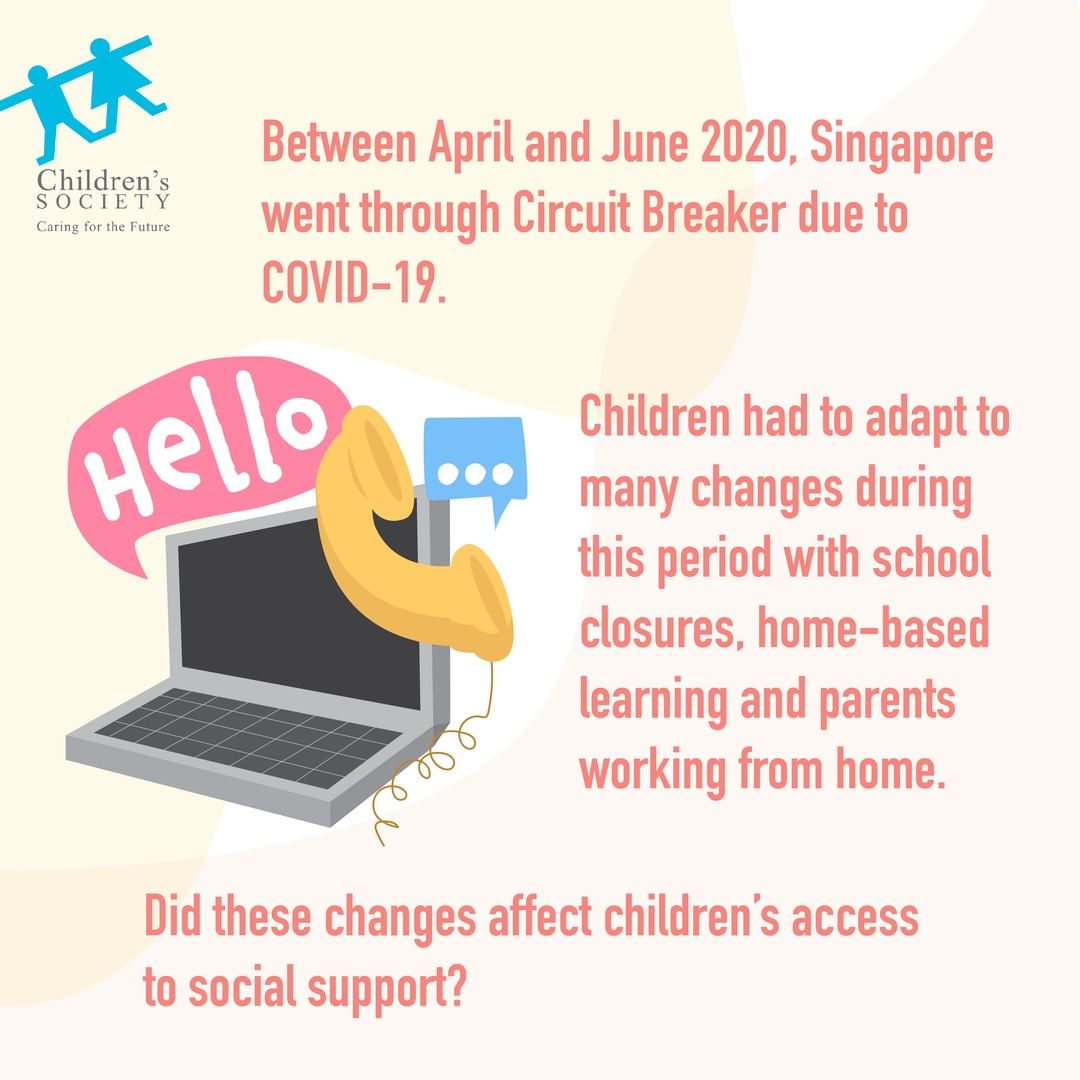 Children's
SOCIETY
Caring for the Future
Between April and June 2020, Singapore
went through Circuit Breaker due to
COVID-19.
Hello
Children had to adapt to
many changes during
this period with school
closures, home-based
learning and parents
working from home.
Did these changes affect children's access
to social support?